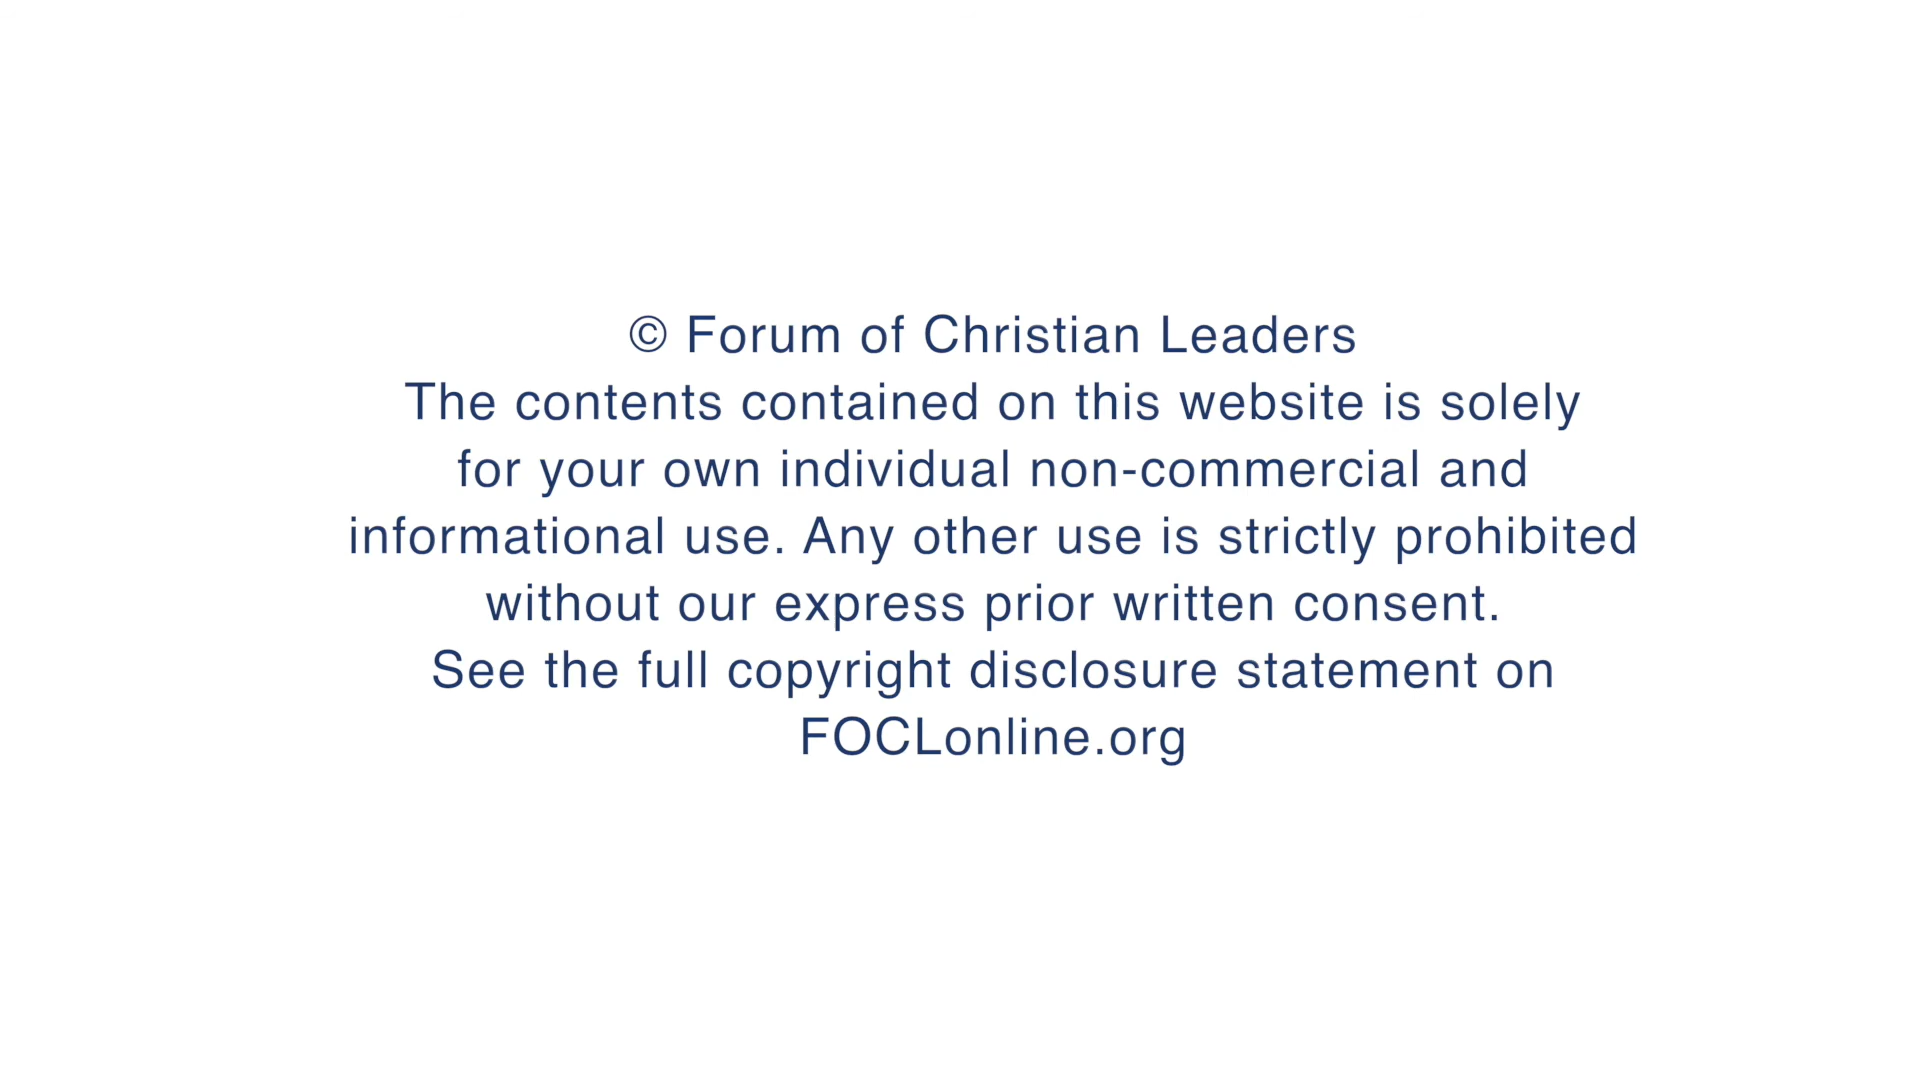 © Forum of Christian Leaders
The contents contained on this website is solely
for your own individual non-commercial and
informational use. Any other use is strictly prohibited
without our express prior written consent.
See the full copyright disclosure statement on
FOCLonline.org